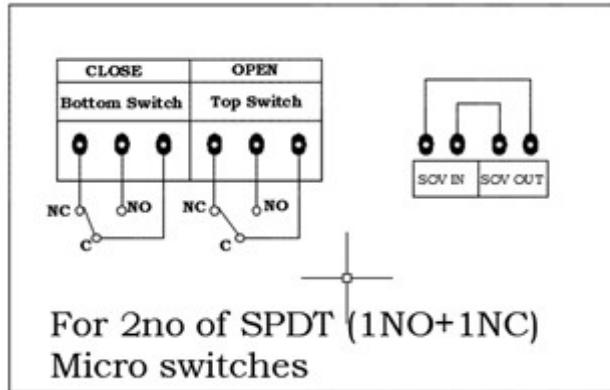 CLOSE OPEN
Bottom Switch Top Switch
SOV IN SOV OUT
NC NO NC NO
C C
For 2no of SPDT (1NO+1NC)
Micro switches